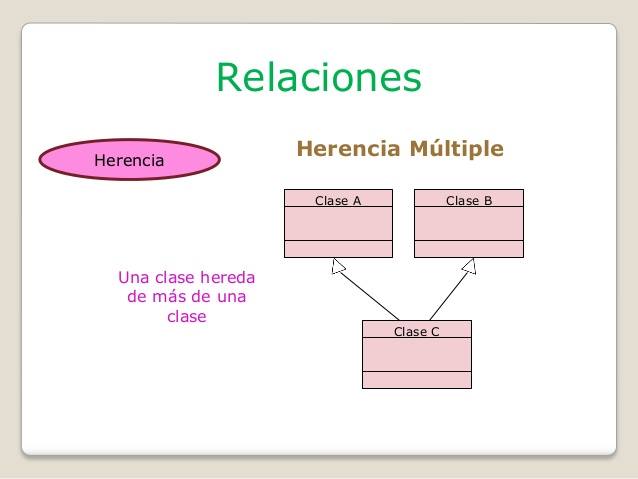 Relaciones
Herencia
Herencia Múltiple
Clase A
Clase B
Una clase hereda
de más de una
clase
Clase C